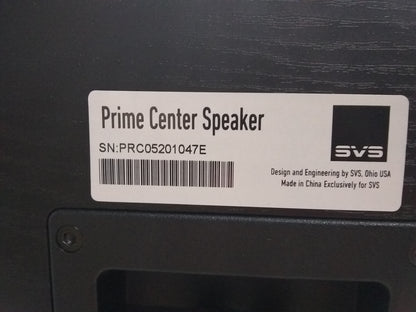 Prime Center Speaker
SN:PRC05201047E
SVS
Design and Engineering by SVS, Ohio USA
Made in China Exclusively for SVS